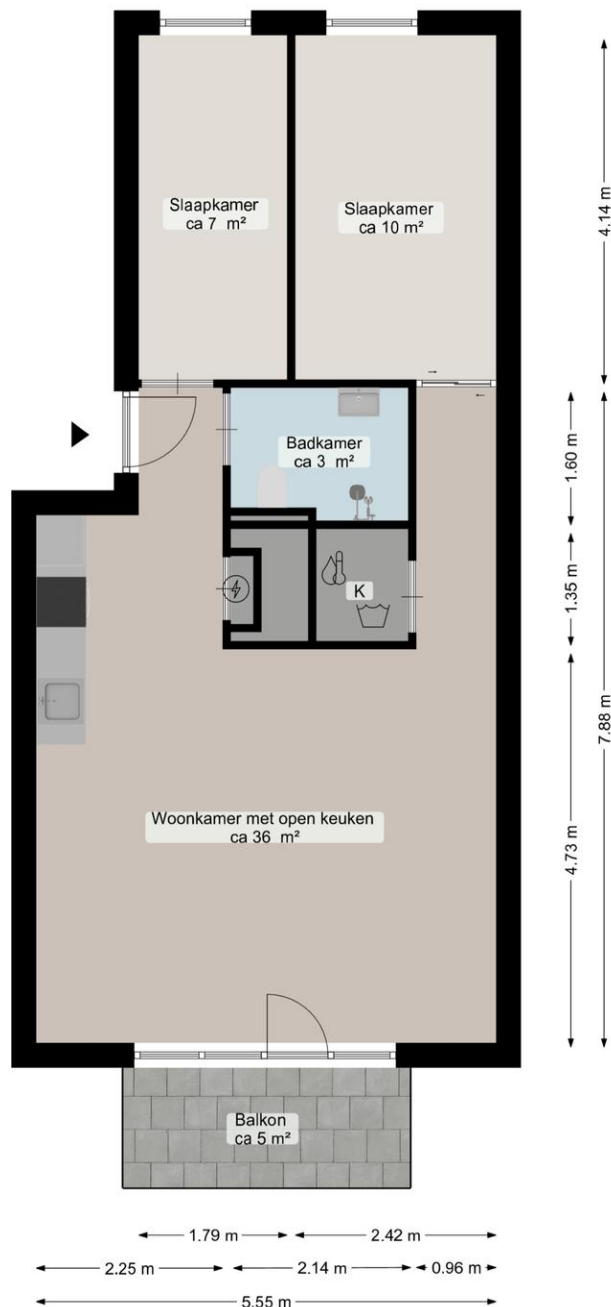 Slaapkamer
ca 7 m²
Slaapkamer
ca 10 m²
4.14 m
Badkamer
ca 3 m²
1.60 m
K
1.35 m
7.88 m
Woonkamer met open keuken
ca 36 m²
4.73 m
Balkon
ca 5 m²
1.79 m
2.42 m
2.25 m
2.14 m
0.96 m
5.55 m